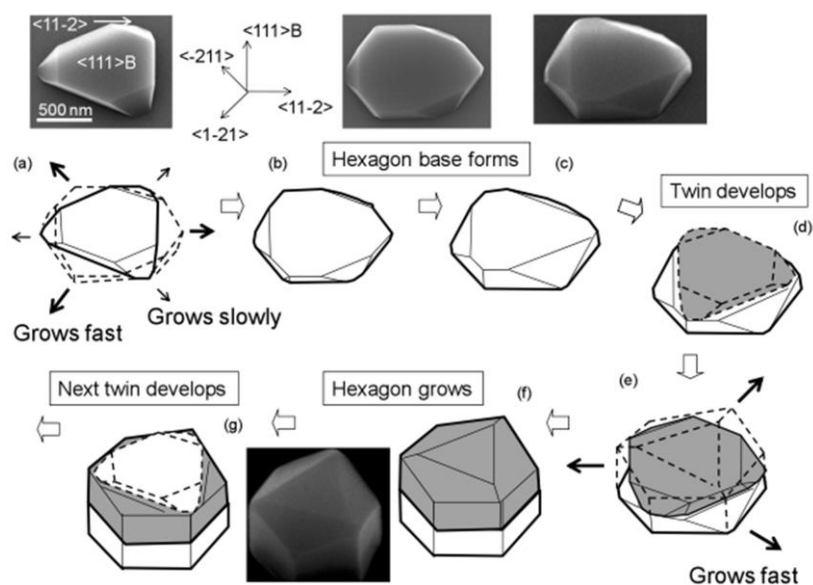 <11-2>
<111>B
500 nm
<111>B
<-211>
<11-2>
<1-21>
(a)
(b)
Hexagon base forms
(c)
Twin develops
(d)
Grows fast
Grows slowly
Next twin develops
Hexagon grows
(e)
(f)
(g)
Grows fast